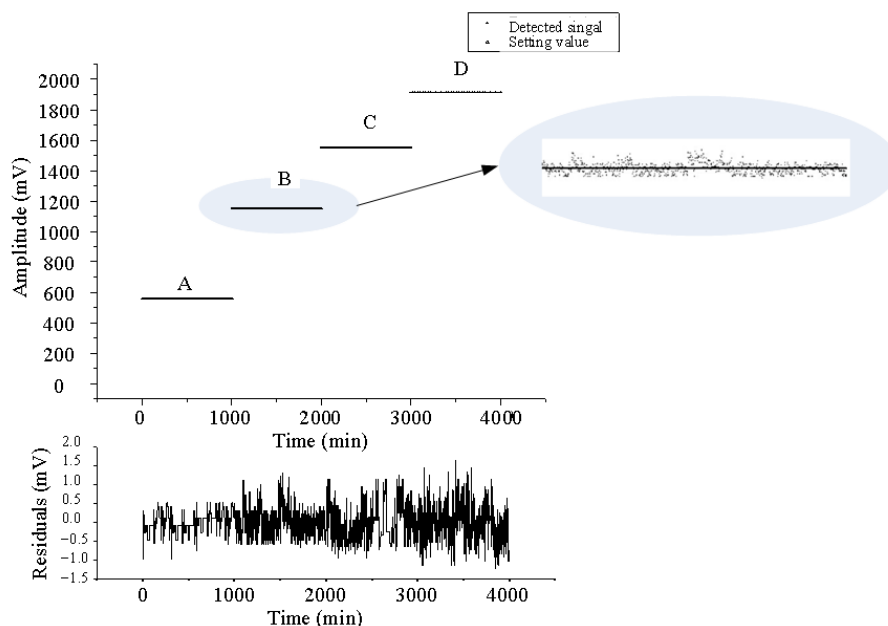 Detected singal
Setting value
Amplitude (mV)
2000
1800
1600
1400
1200
1000
800
600
400
200
0
A
B
C
D
0 1000 2000 3000 4000
Time (min)
Residuals (mV)
2.0
1.5
1.0
0.5
0.0
−0.5
−1.0
−1.5
0 1000 2000 3000 4000
Time (min)